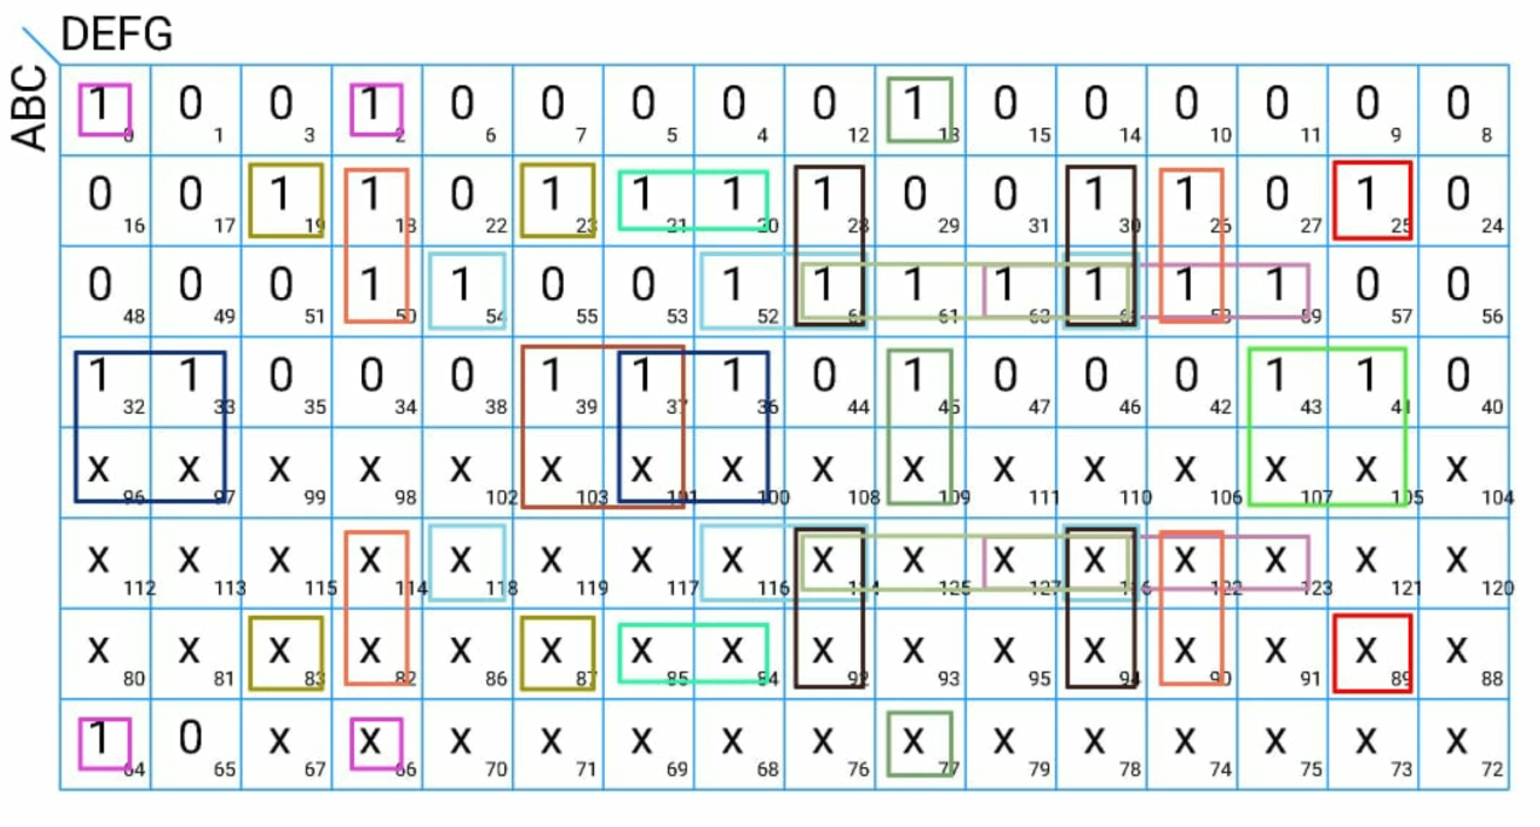 DEFG
ABC
1 0 0 1 0 0 0 0 0 1 0 0 0 0 0 0
0 1 3 2 6 7 5 4 12 13 15 14 10 11 9 8
0 0 1 1 0 1 1 1 1 0 0 1 1 0 1 0
16 17 19 18 22 23 21 20 28 29 31 30 26 27 25 24
0 0 0 1 1 0 0 1 1 1 1 1 1 1 0 0
48 49 51 50 54 55 53 52 61 63 58 59 57 56
1 1 0 0 0 1 1 1 0 1 0 0 0 1 1 0
32 33 35 34 38 39 37 36 44 45 47 46 42 43 41 40
X X X X X X X X X X X X X X X X
96 97 99 98 102 103 101 100 108 109 111 110 106 107 105 104
X X X X X X X X X X X X X X X X
112 113 115 114 118 119 117 116 125 127 122 123 121 120
X X X X X X X X X X X X X X X X
80 81 83 82 86 87 85 84 92 93 95 94 90 91 89 88
1 0 X X X X X X X X X X X X X X
64 65 67 66 70 71 69 68 76 77 79 78 74 75 73 72